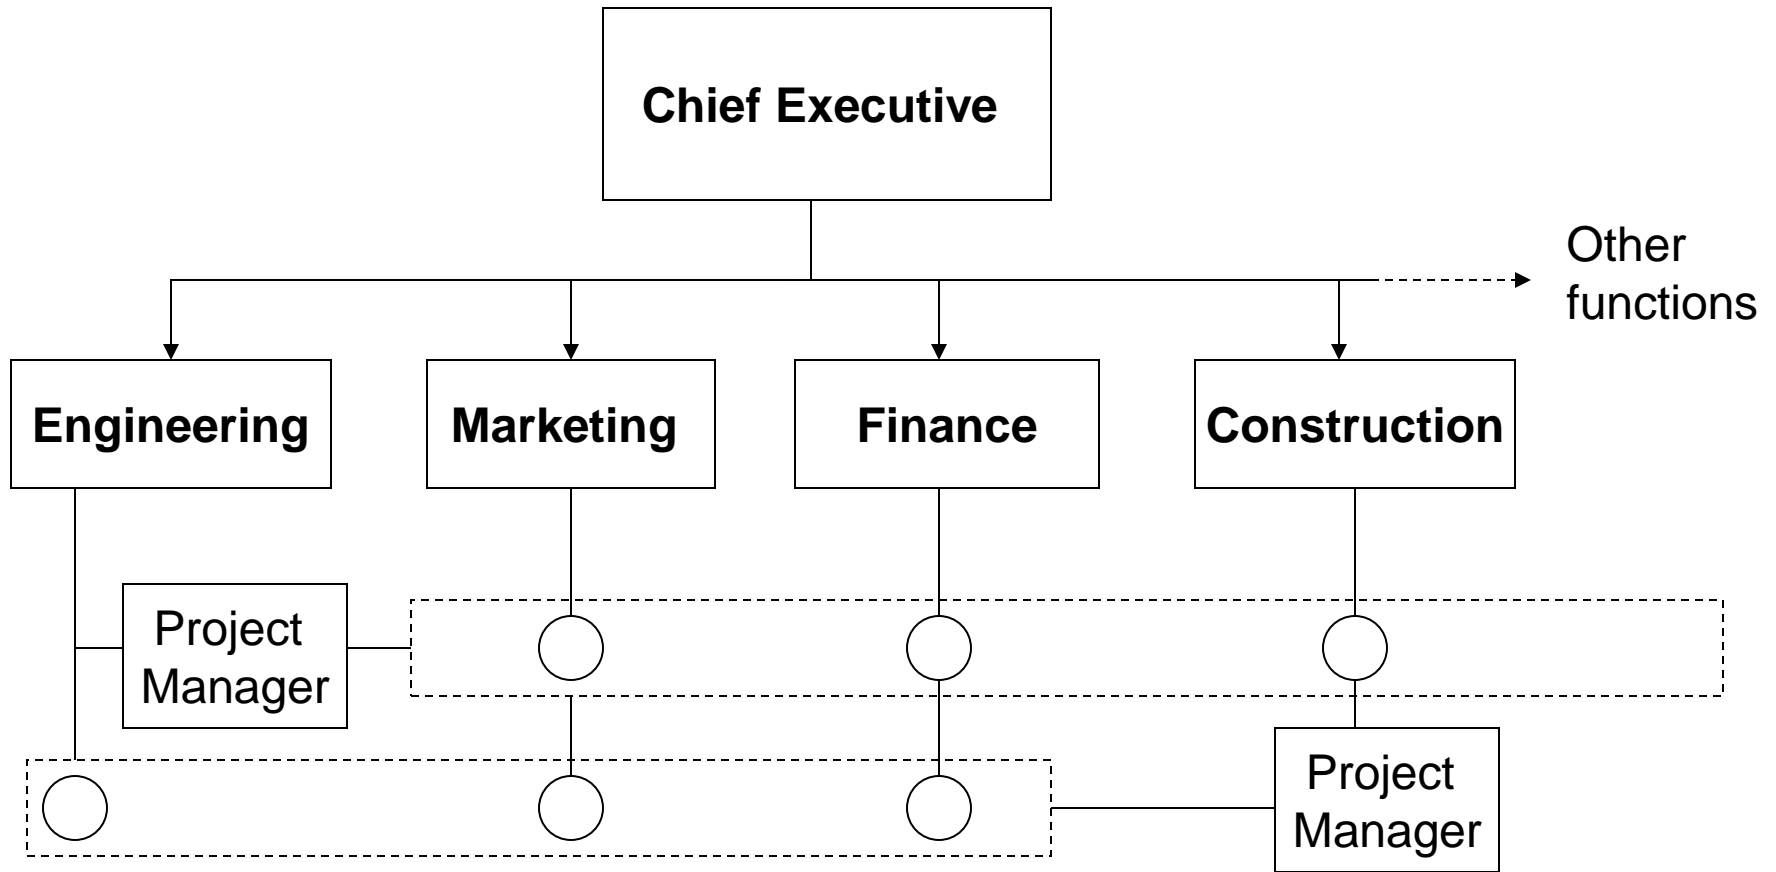 Chief Executive
Other
functions
Engineering
Marketing
Finance
Construction
Project
Manager
Project
Manager